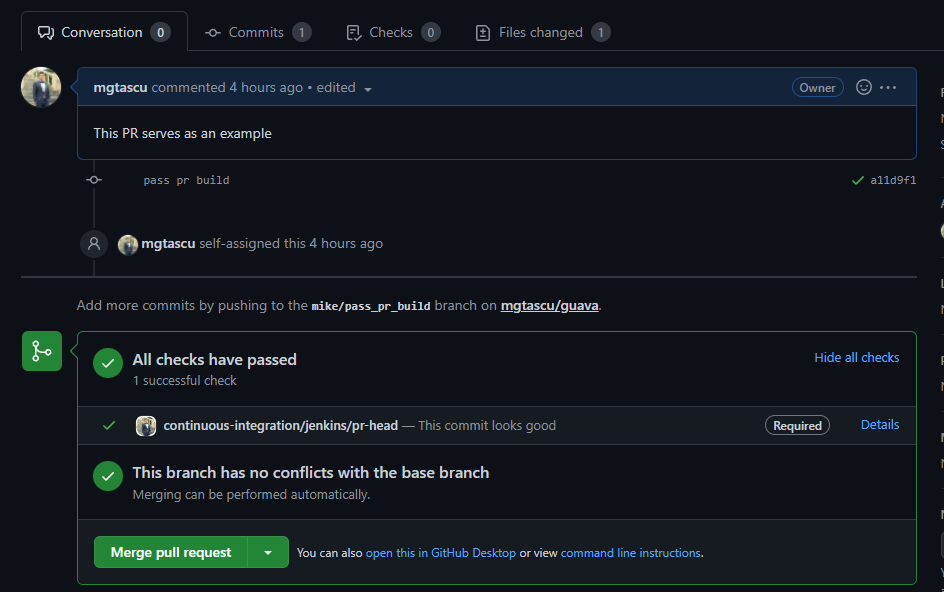 Conversation 0 Commits 1 Checks 0 Files changed 1
mgtascu commented 4 hours ago • edited Owner
This PR serves as an example
pass pr build a11d9f1
mgtascu self-assigned this 4 hours ago
Add more commits by pushing to the mike/pass_pr_build branch on mgtascu/guava.
All checks have passed Hide all checks
1 successful check
continuous-integration/jenkins/pr-head — This commit looks good Required Details
This branch has no conflicts with the base branch
Merging can be performed automatically.
Merge pull request You can also open this in GitHub Desktop or view command line instructions.